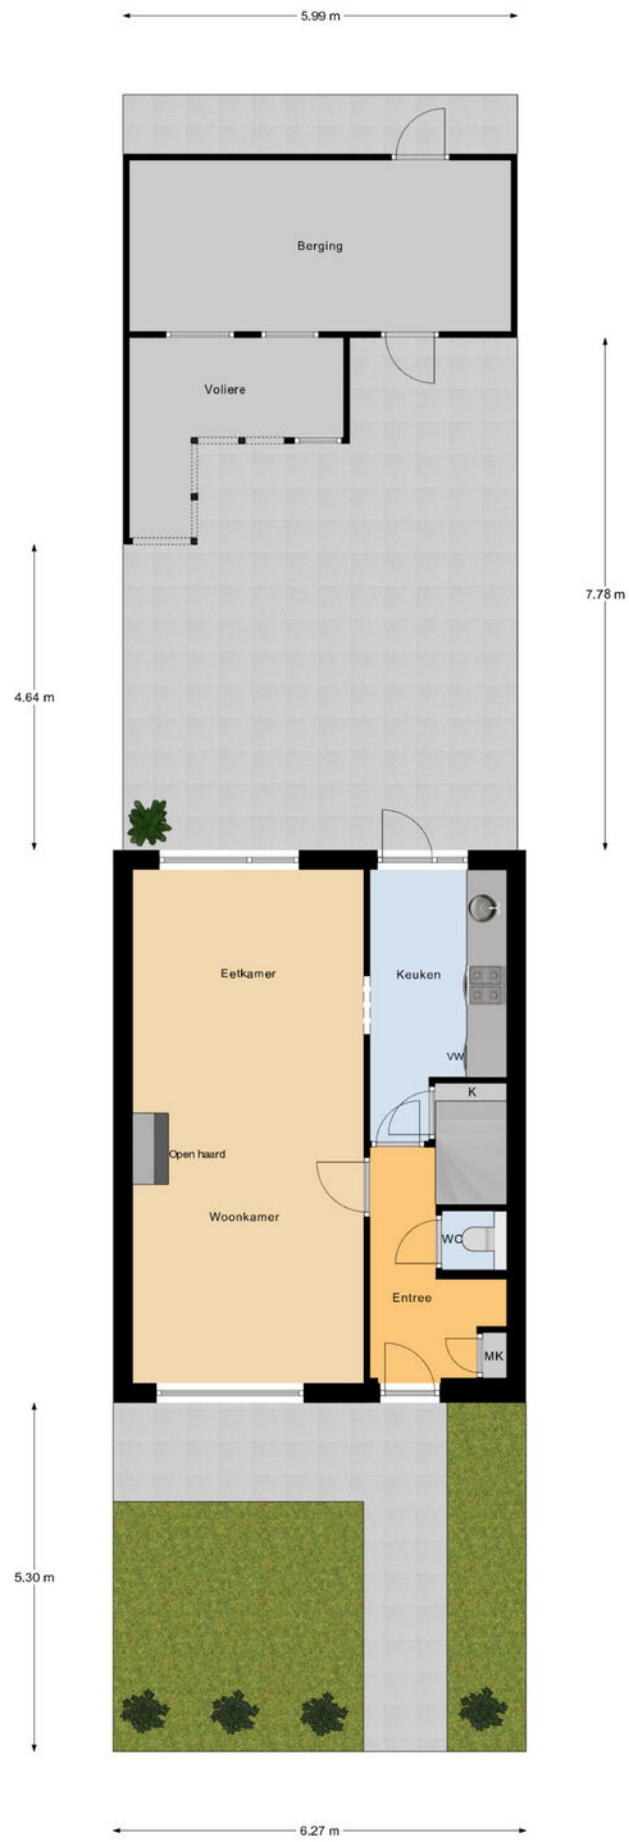 5.99 m
Berging
Voliere
7.78 m
4.64 m
Eetkamer
Keuken
VW
K
Open haard
Woonkamer
WC
Entree
MK
5.30 m
6.27 m